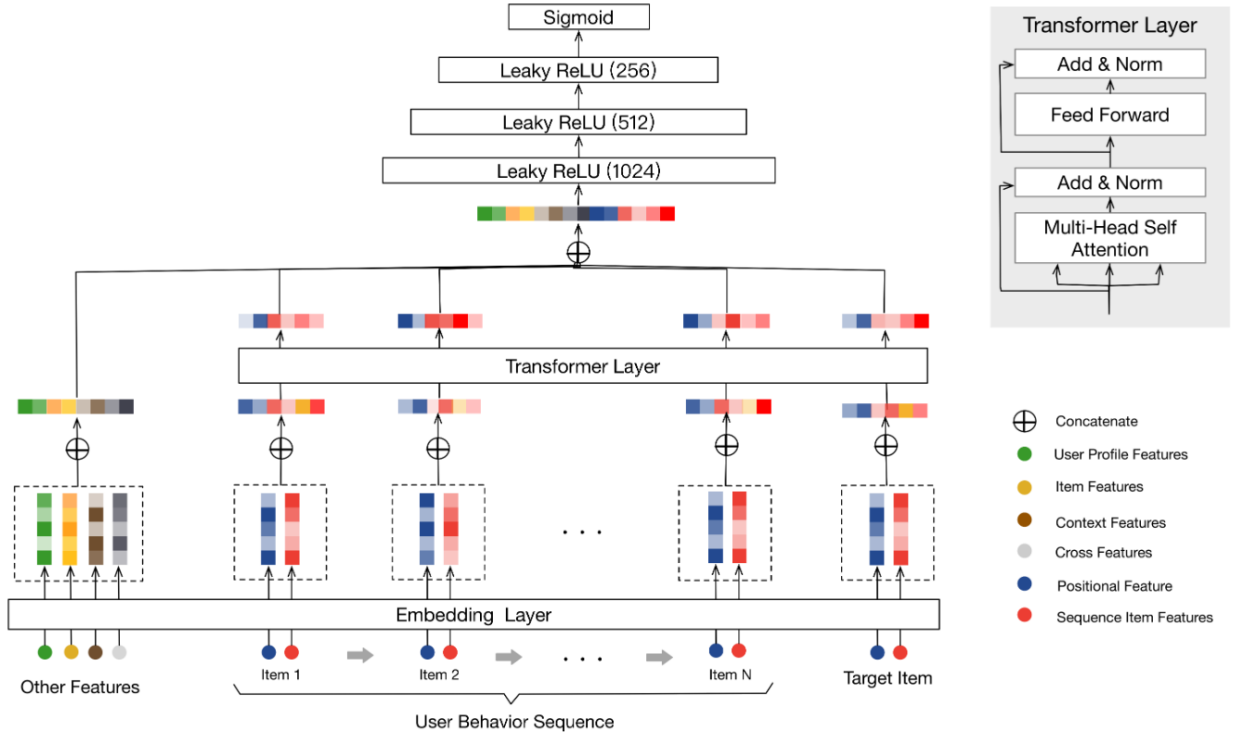 Sigmoid
Leaky ReLU (256)
Leaky ReLU (512)
Leaky ReLU (1024)
Transformer Layer
Embedding Layer
Other Features
Item 1
Item 2
. . .
Item N
Target Item
. . .
User Behavior Sequence
Transformer Layer
Add & Norm
Feed Forward
Add & Norm
Multi-Head Self
Attention
Concatenate
User Profile Features
Item Features
Context Features
Cross Features
Positional Feature
Sequence Item Features